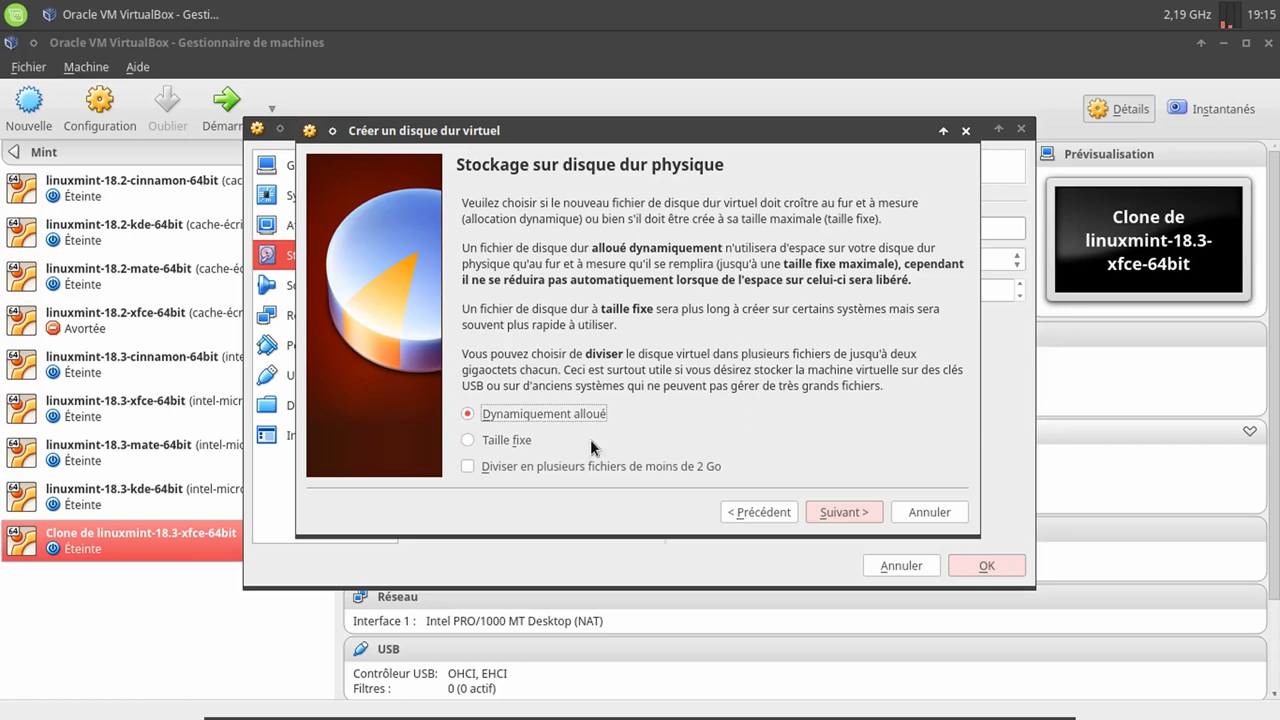 Oracle VM VirtualBox - Gesti...
2,19 GHz
19:15
Oracle VM VirtualBox - Gestionnaire de machines
Fichier Machine Aide
Nouvelle Configuration Oublier Démarr
Détails
Instantanés
Mint
linuxmint-18.2-cinnamon-64bit (cac
Éteinte
linuxmint-18.2-kde-64bit (cache-écri
Éteinte
linuxmint-18.2-mate-64bit (cache-é
Éteinte
linuxmint-18.2-xfce-64bit (cache-écr
Avortée
linuxmint-18.3-cinnamon-64bit (inte
Éteinte
linuxmint-18.3-xfce-64bit (intel-micr
Éteinte
linuxmint-18.3-mate-64bit (intel-mic
Éteinte
linuxmint-18.3-kde-64bit (intel-micro
Éteinte
Clone de linuxmint-18.3-xfce-64bit
Éteinte
Créer un disque dur virtuel
Stockage sur disque dur physique
Veuilez choisir si le nouveau fichier de disque dur virtuel doit croître au fur et à mesure
(allocation dynamique) ou bien s'il doit être crée à sa taille maximale (taille fixe).
Un fichier de disque dur alloué dynamiquement n'utilisera d'espace sur votre disque dur
physique qu'au fur et à mesure qu'il se remplira (jusqu'à une taille fixe maximale), cependant
il ne se réduira pas automatiquement lorsque de l'espace sur celui-ci sera libéré.
Un fichier de disque dur à taille fixe sera plus long à créer sur certains systèmes mais sera
souvent plus rapide à utiliser.
Vous pouvez choisir de diviser le disque virtuel dans plusieurs fichiers de jusqu'à deux
gigaoctets chacun. Ceci est surtout utile si vous désirez stocker la machine virtuelle sur des clés
USB ou sur d'anciens systèmes qui ne peuvent pas gérer de très grands fichiers.
Dynamiquement alloué
Taille fixe
Diviser en plusieurs fichiers de moins de 2 Go
< Précédent Suivant > Annuler
Annuler OK
Prévisualisation
Clone de
linuxmint-18.3-
xfce-64bit
Réseau
Interface 1 : Intel PRO/1000 MT Desktop (NAT)
USB
Contrôleur USB: OHCI, EHCI
Filtres : 0 (0 actif)